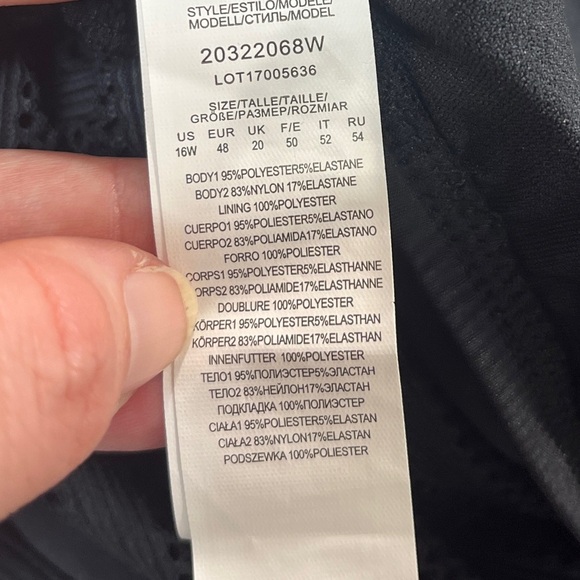 STYLE/ESTILO/MODELE/
MODELL/СТИЛЬ/MODEL
20322068W
LOT17005636
SIZE/TALLE/TAILLE/
GRÖßE/РАЗМЕР/ROZMIAR
US EUR UK F/E IT RU
16W 48 20 50 52 54
BODY1 95%POLYESTER5%ELASTANE
BODY2 83%NYLON 17%ELASTANE
LINING 100%POLYESTER
CUERPO1 95%POLIESTER5%ELASTANO
CUERPO2 83%POLIAMIDA17%ELASTANO
FORRO 100%POLIESTER
CORPS1 95%POLYESTER5%ELASTHANNE
ORPS2 83%POLIAMIDE17%ELASTHANNE
DOUBLURE 100%POLYESTER
KÖRPER1 95%POLYESTER5%ELASTHAN
KÖRPER2 83%POLIAMIDE17%ELASTHAN
INNENFUTTER 100%POLYESTER
ТЕЛО1 95%ПОЛИЭСТЕР5%ЭЛАСТАН
ТЕЛО2 83%НЕЙЛОН17%ЭЛАСТАН
ПОДКЛАДКА 100%ПОЛИЭСТЕР
CIAŁA1 95%POLIESTER5%ELASTAN
CIAŁA2 83%NYLON17%ELASTAN
PODSZEWKA 100%POLIESTER